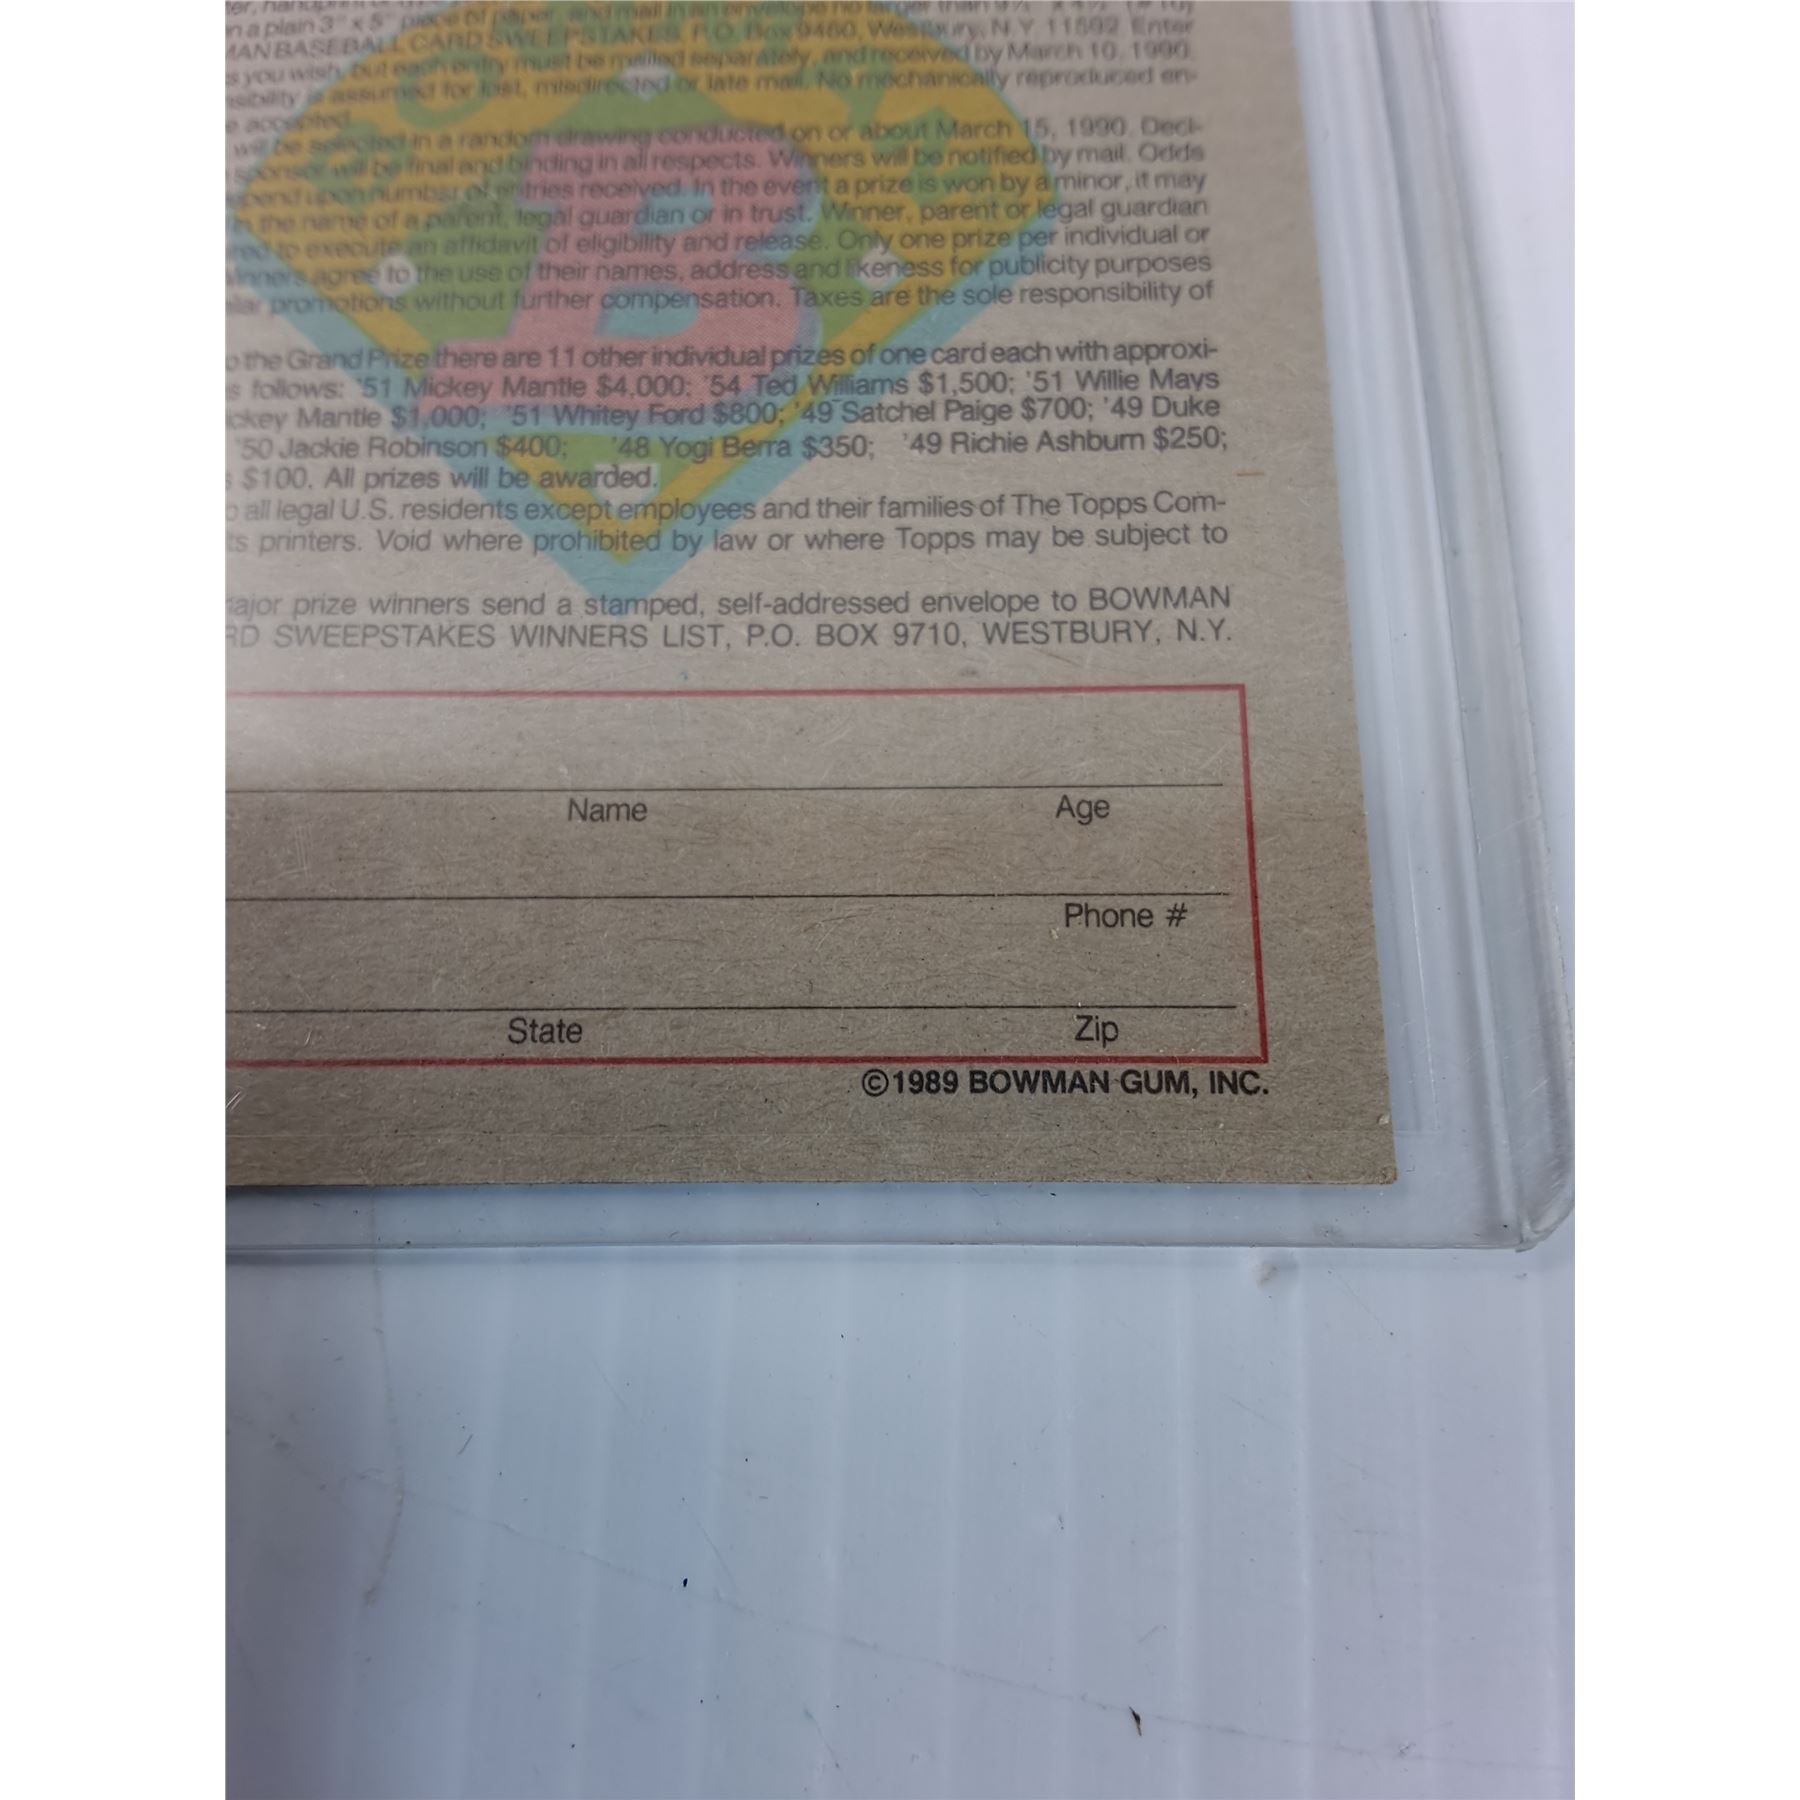 n a plain 3" x 5" piece of paper, and mail in an envelope no larger than
MAN BASEBALL CARD SWEEPSTAKES, P.O. Box 9460, Westbury, N.Y. 11592. Enter
s you wish, but each entry must be mailed separately, and received by March 10, 1990.
nsibility is assumed for lost, misdirected or late mail. No mechanically reproduced en-
e accepted.
will be selected in a random drawing conducted on or about March 15, 1990. Deci-
sponsor will be final and binding in all respects. Winners will be notified by mail. Odds
epend upon number of entries received. In the event a prize is won by a minor, it may
in the name of a parent, legal guardian or in trust. Winner, parent or legal guardian
red to execute an affidavit of eligibility and release. Only one prize per individual or
Winners agree to the use of their names, address and likeness for publicity purposes
ilar promotions without further compensation. Taxes are the sole responsibility of
o the Grand Prize there are 11 other individual prizes of one card each with approxi-
s follows: '51 Mickey Mantle $4,000; '54 Ted Williams $1,500; '51 Willie Mays
ckey Mantle $1,000; '51 Whitey Ford $800; '49 Satchel Paige $700; '49 Duke
'50 Jackie Robinson $400; '48 Yogi Berra $350; '49 Richie Ashburn $250;
s $100. All prizes will be awarded.
o all legal U.S. residents except employees and their families of The Topps Com-
ts printers. Void where prohibited by law or where Topps may be subject to
najor prize winners send a stamped, self-addressed envelope to BOWMAN
RD SWEEPSTAKES WINNERS LIST, P.O. BOX 9710, WESTBURY, N.Y.
B
Name Age
Phone #
State Zip
©1989 BOWMAN GUM, INC.